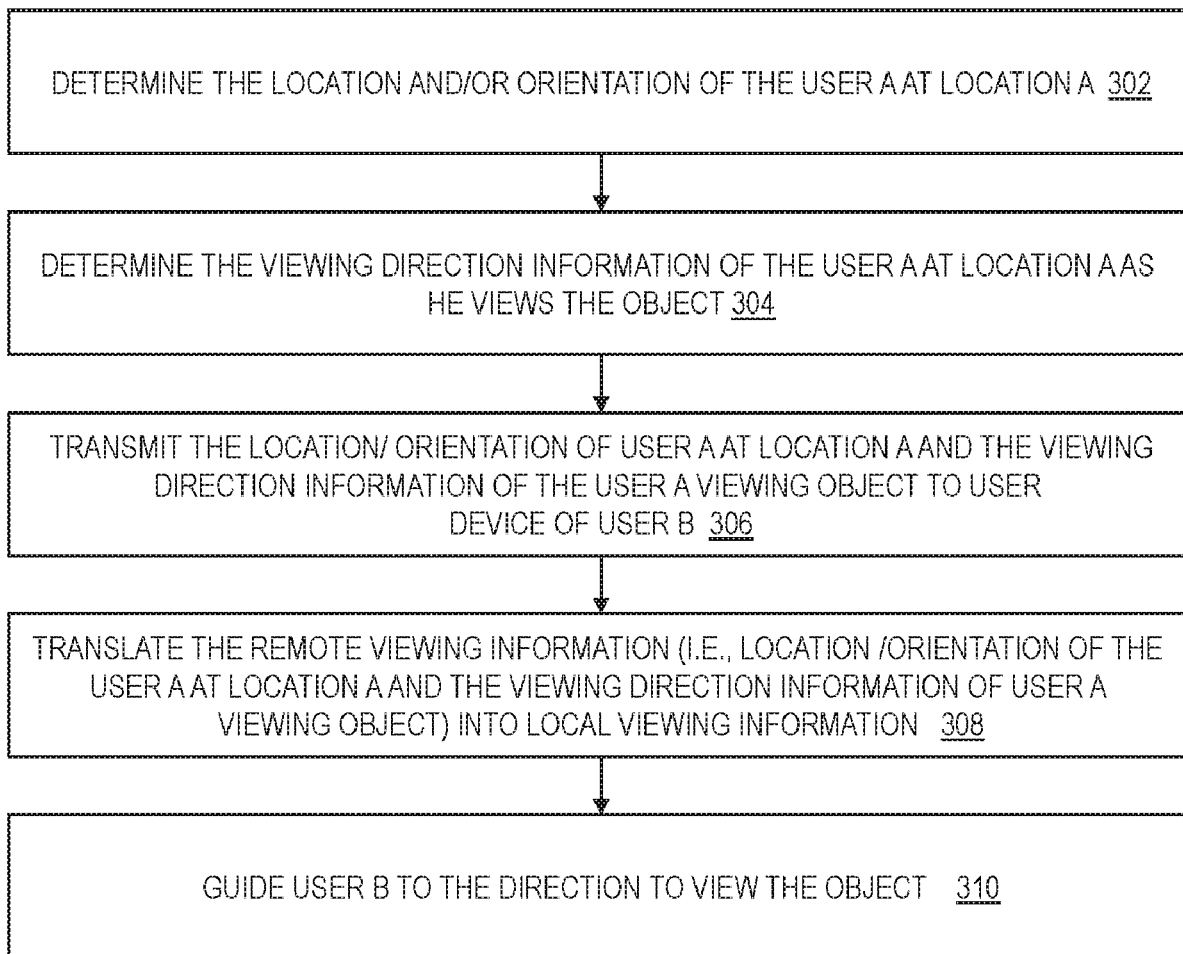 DETERMINE THE LOCATION AND/OR ORIENTATION OF THE USER A AT LOCATION A 302
DETERMINE THE VIEWING DIRECTION INFORMATION OF THE USER A AT LOCATION A AS
HE VIEWS THE OBJECT 304
TRANSMIT THE LOCATION/ ORIENTATION OF USER A AT LOCATION A AND THE VIEWING
DIRECTION INFORMATION OF THE USER A VIEWING OBJECT TO USER
DEVICE OF USER B 306
TRANSLATE THE REMOTE VIEWING INFORMATION (I.E., LOCATION /ORIENTATION OF THE
USER A AT LOCATION A AND THE VIEWING DIRECTION INFORMATION OF USER A
VIEWING OBJECT) INTO LOCAL VIEWING INFORMATION 308
GUIDE USER B TO THE DIRECTION TO VIEW THE OBJECT 310